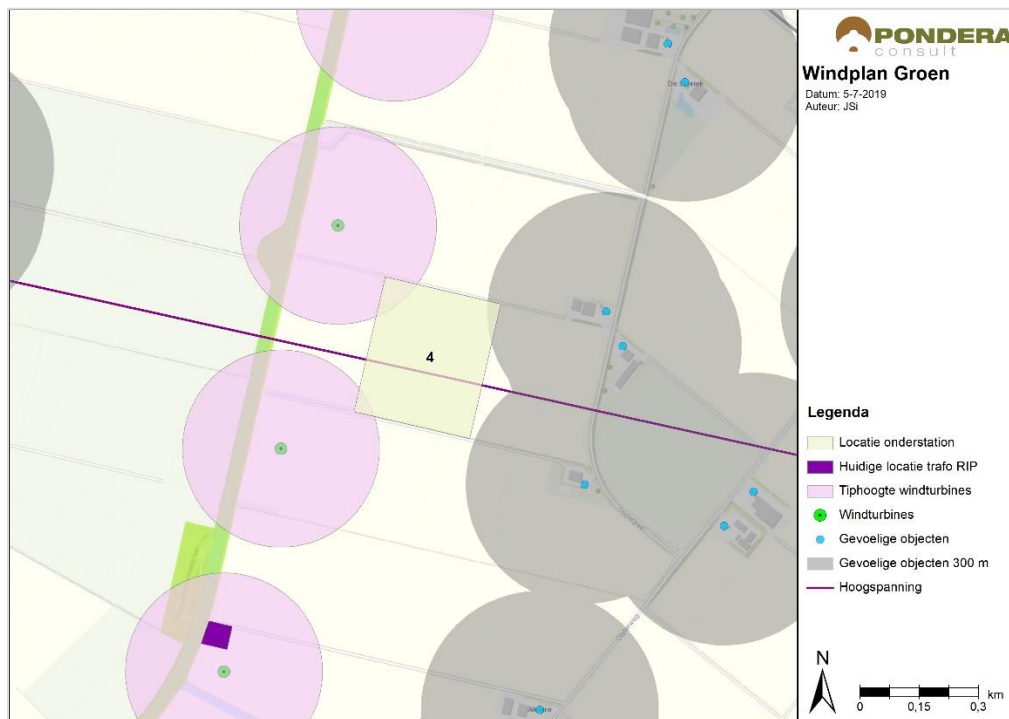 PONDERA
consult
Windplan Groen
Datum: 5-7-2019
Auteur: JSi
4
Legenda
Locatie onderstation
Huidige locatie trafo RIP
Tiphoogte windturbines
Windturbines
Gevoelige objecten
Gevoelige objecten 300 m
Hoogspanning
N
km
0 0,15 0,3